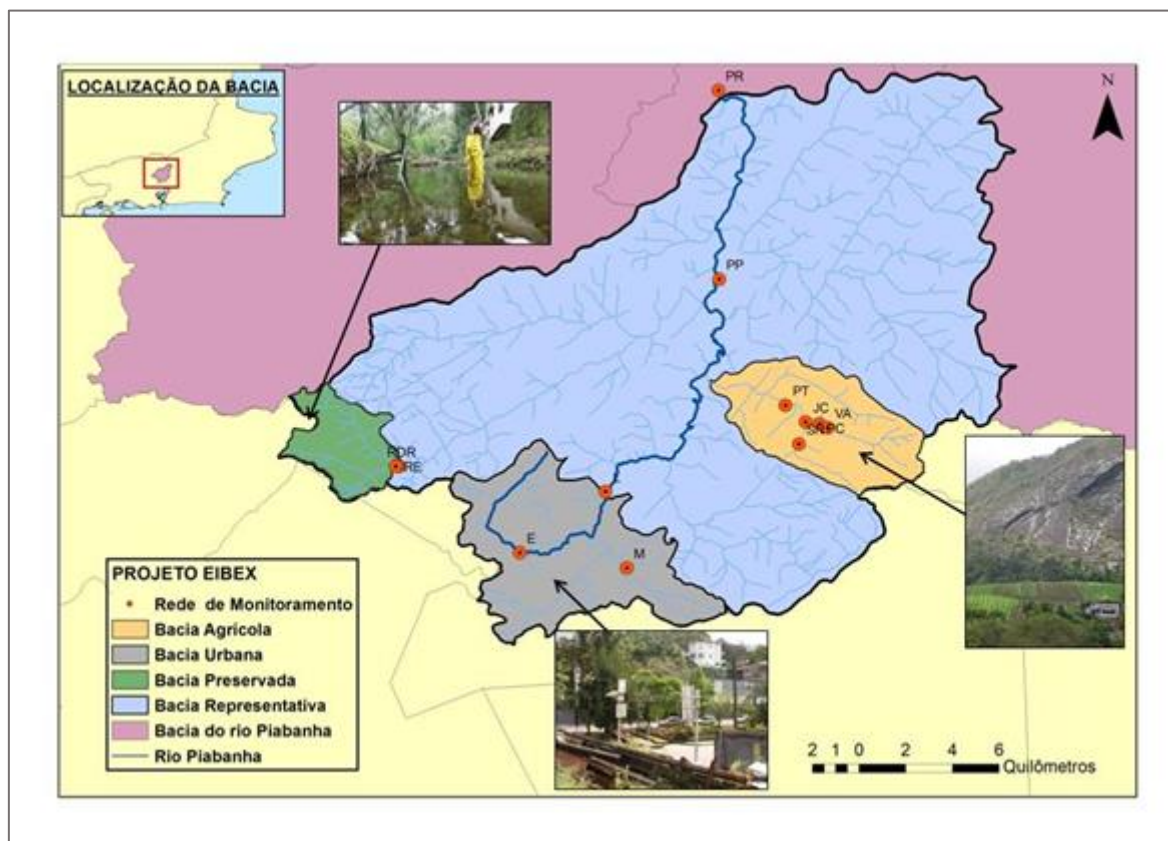 LOCALIZAÇÃO DA BACIA
PR
N
PP
PT
JC
VA
PC
RE
E
M
PROJETO EIBEX
Rede de Monitoramento
Bacia Agrícola
Bacia Urbana
Bacia Preservada
Bacia Representativa
Bacia do rio Piabanha
Rio Piabanha
2 1 0 2 4 6
Quilômetros